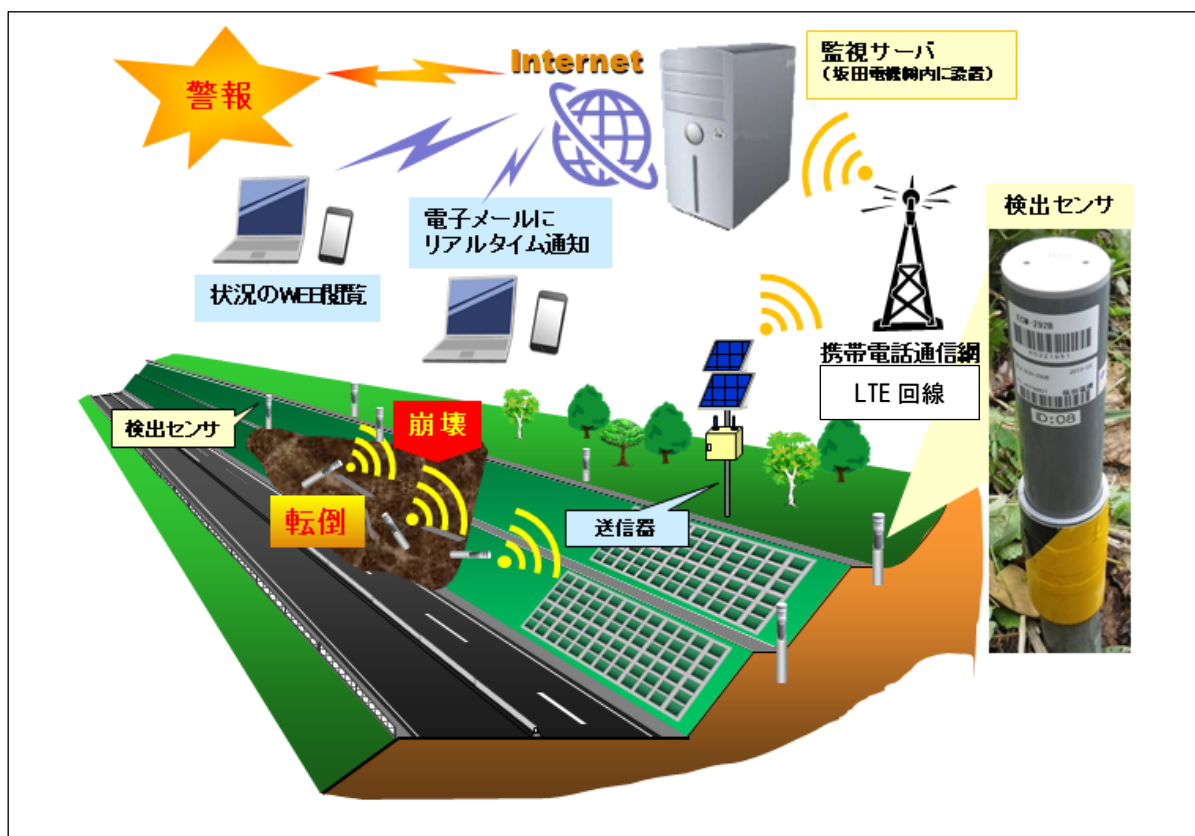 警報
Internet
監視サーバ
(坂田電機㈱内に設置)
検出センサ
電子メールに
リアルタイム通知
状況のWEB閲覧
携帯電話通信網
LTE 回線
検出センサ
崩壊
転倒
送信器
ID:08